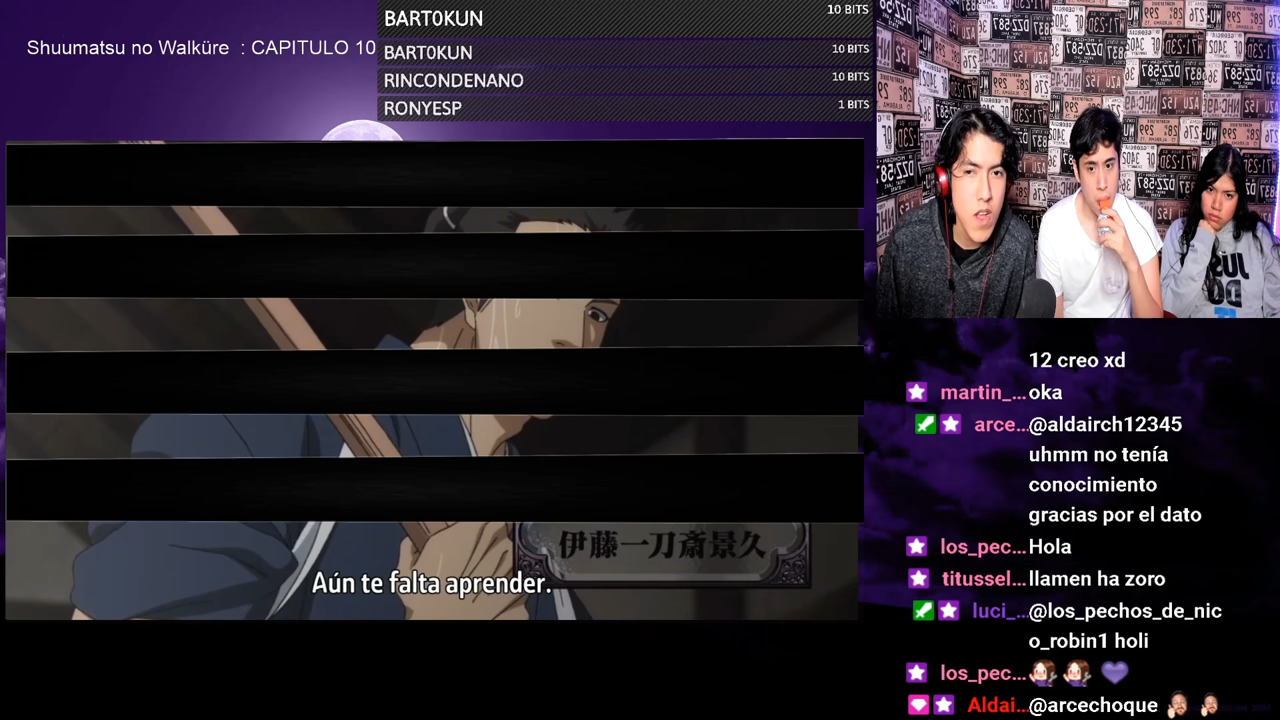 Shuumatsu no Walküre : CAPITULO 10
BART0KUN
10 BITS
BART0KUN
10 BITS
RINCONDENANO
10 BITS
RONYESP
1 BITS
伊藤一刀斎景久
Aún te falta aprender.
12 creo xd
martin_... oka
arce... @aldairch12345
uhmm no tenía
conocimiento
gracias por el dato
los_pec... Hola
titussel... llamen ha zoro
luci_... @los_pechos_de_nic
o_robin1 holi
los_pec...
Aldai... @arcechoque